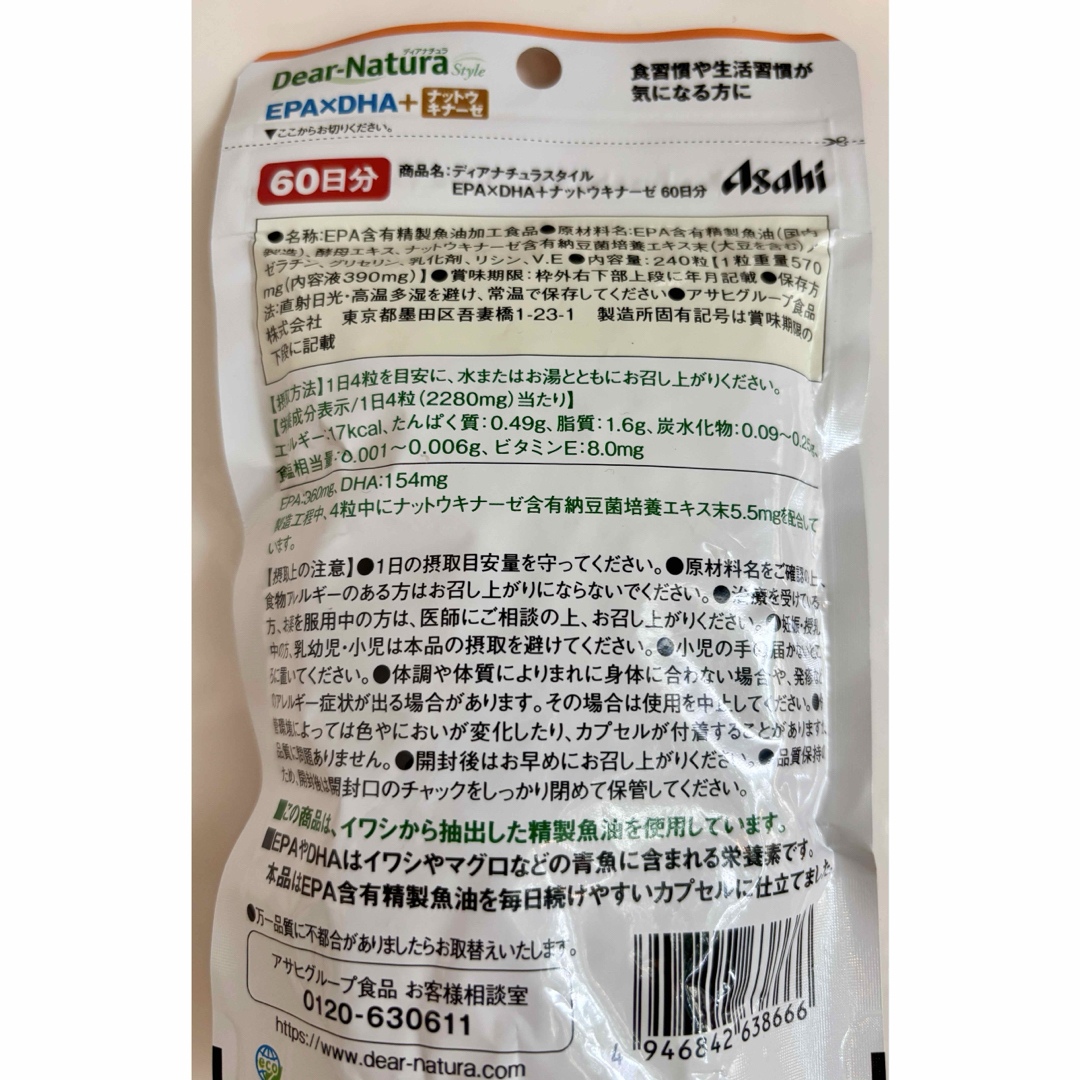 ディアナチュラ
Dear-Natura Style
EPA×DHA+ ナットウキナーゼ
食習慣や生活習慣が
気になる方に
▼ここからお切りください。
60日分
商品名:ディアナチュラスタイル
EPA×DHA+ナットウキナーゼ 60日分
Asahi
●名称:EPA含有精製魚油加工食品●原材料名:EPA含有精製魚油(国内
製造)、酵母エキス、ナットウキナーゼ含有納豆菌培養エキス末(大豆を含む)/
ゼラチン、グリセリン、乳化剤、リシン、V.E ●内容量:240粒【1粒重量570
mg(内容液390mg)】●賞味期限:枠外右下部上段に年月記載 ●保存方
法:直射日光・高温多湿を避け、常温で保存してください●アサヒグループ食品
株式会社 東京都墨田区吾妻橋1-23-1 製造所固有記号は賞味期限の
下段に記載
【摂取方法】1日4粒を目安に、水またはお湯とともにお召し上がりください。
【栄養成分表示/1日4粒(2280mg)当たり】
エネルギー:17kcal、たんぱく質:0.49g、脂質:1.6g、炭水化物:0.09~0.25g、
食塩相当量:0.001~0.006g、ビタミンE:8.0mg
EPA:360mg、DHA:154mg
製造工程中、4粒中にナットウキナーゼ含有納豆菌培養エキス末5.5mgを配合して
います。
【摂取上の注意】●1日の摂取目安量を守ってください。●原材料名をご確認の上、
食物アレルギーのある方はお召し上がりにならないでください。●治療を受けている
方、お薬を服用中の方は、医師にご相談の上、お召し上がりください。●妊娠・授乳
中の方、乳幼児・小児は本品の摂取を避けてください。●小児の手の届かないとこ
ろに置いてください。●体調や体質によりまれに身体に合わない場合や、発疹など
のアレルギー症状が出る場合があります。その場合は使用を中止してください。●
環境によっては色やにおいが変化したり、カプセルが付着することがありますが、
品質に問題ありません。●開封後はお早めにお召し上がりください。●品質保持の
ため、開封後は開封口のチャックをしっかり閉めて保管してください。
■この商品は、イワシから抽出した精製魚油を使用しています。
■EPAやDHAはイワシやマグロなどの青魚に含まれる栄養素です。
本品はEPA含有精製魚油を毎日続けやすいカプセルに仕立てました。
●万一品質に不都合がありましたらお取替えいたします。
アサヒグループ食品 お客様相談室
0120-630611
https://www.dear-natura.com
eco
4 946842 638666